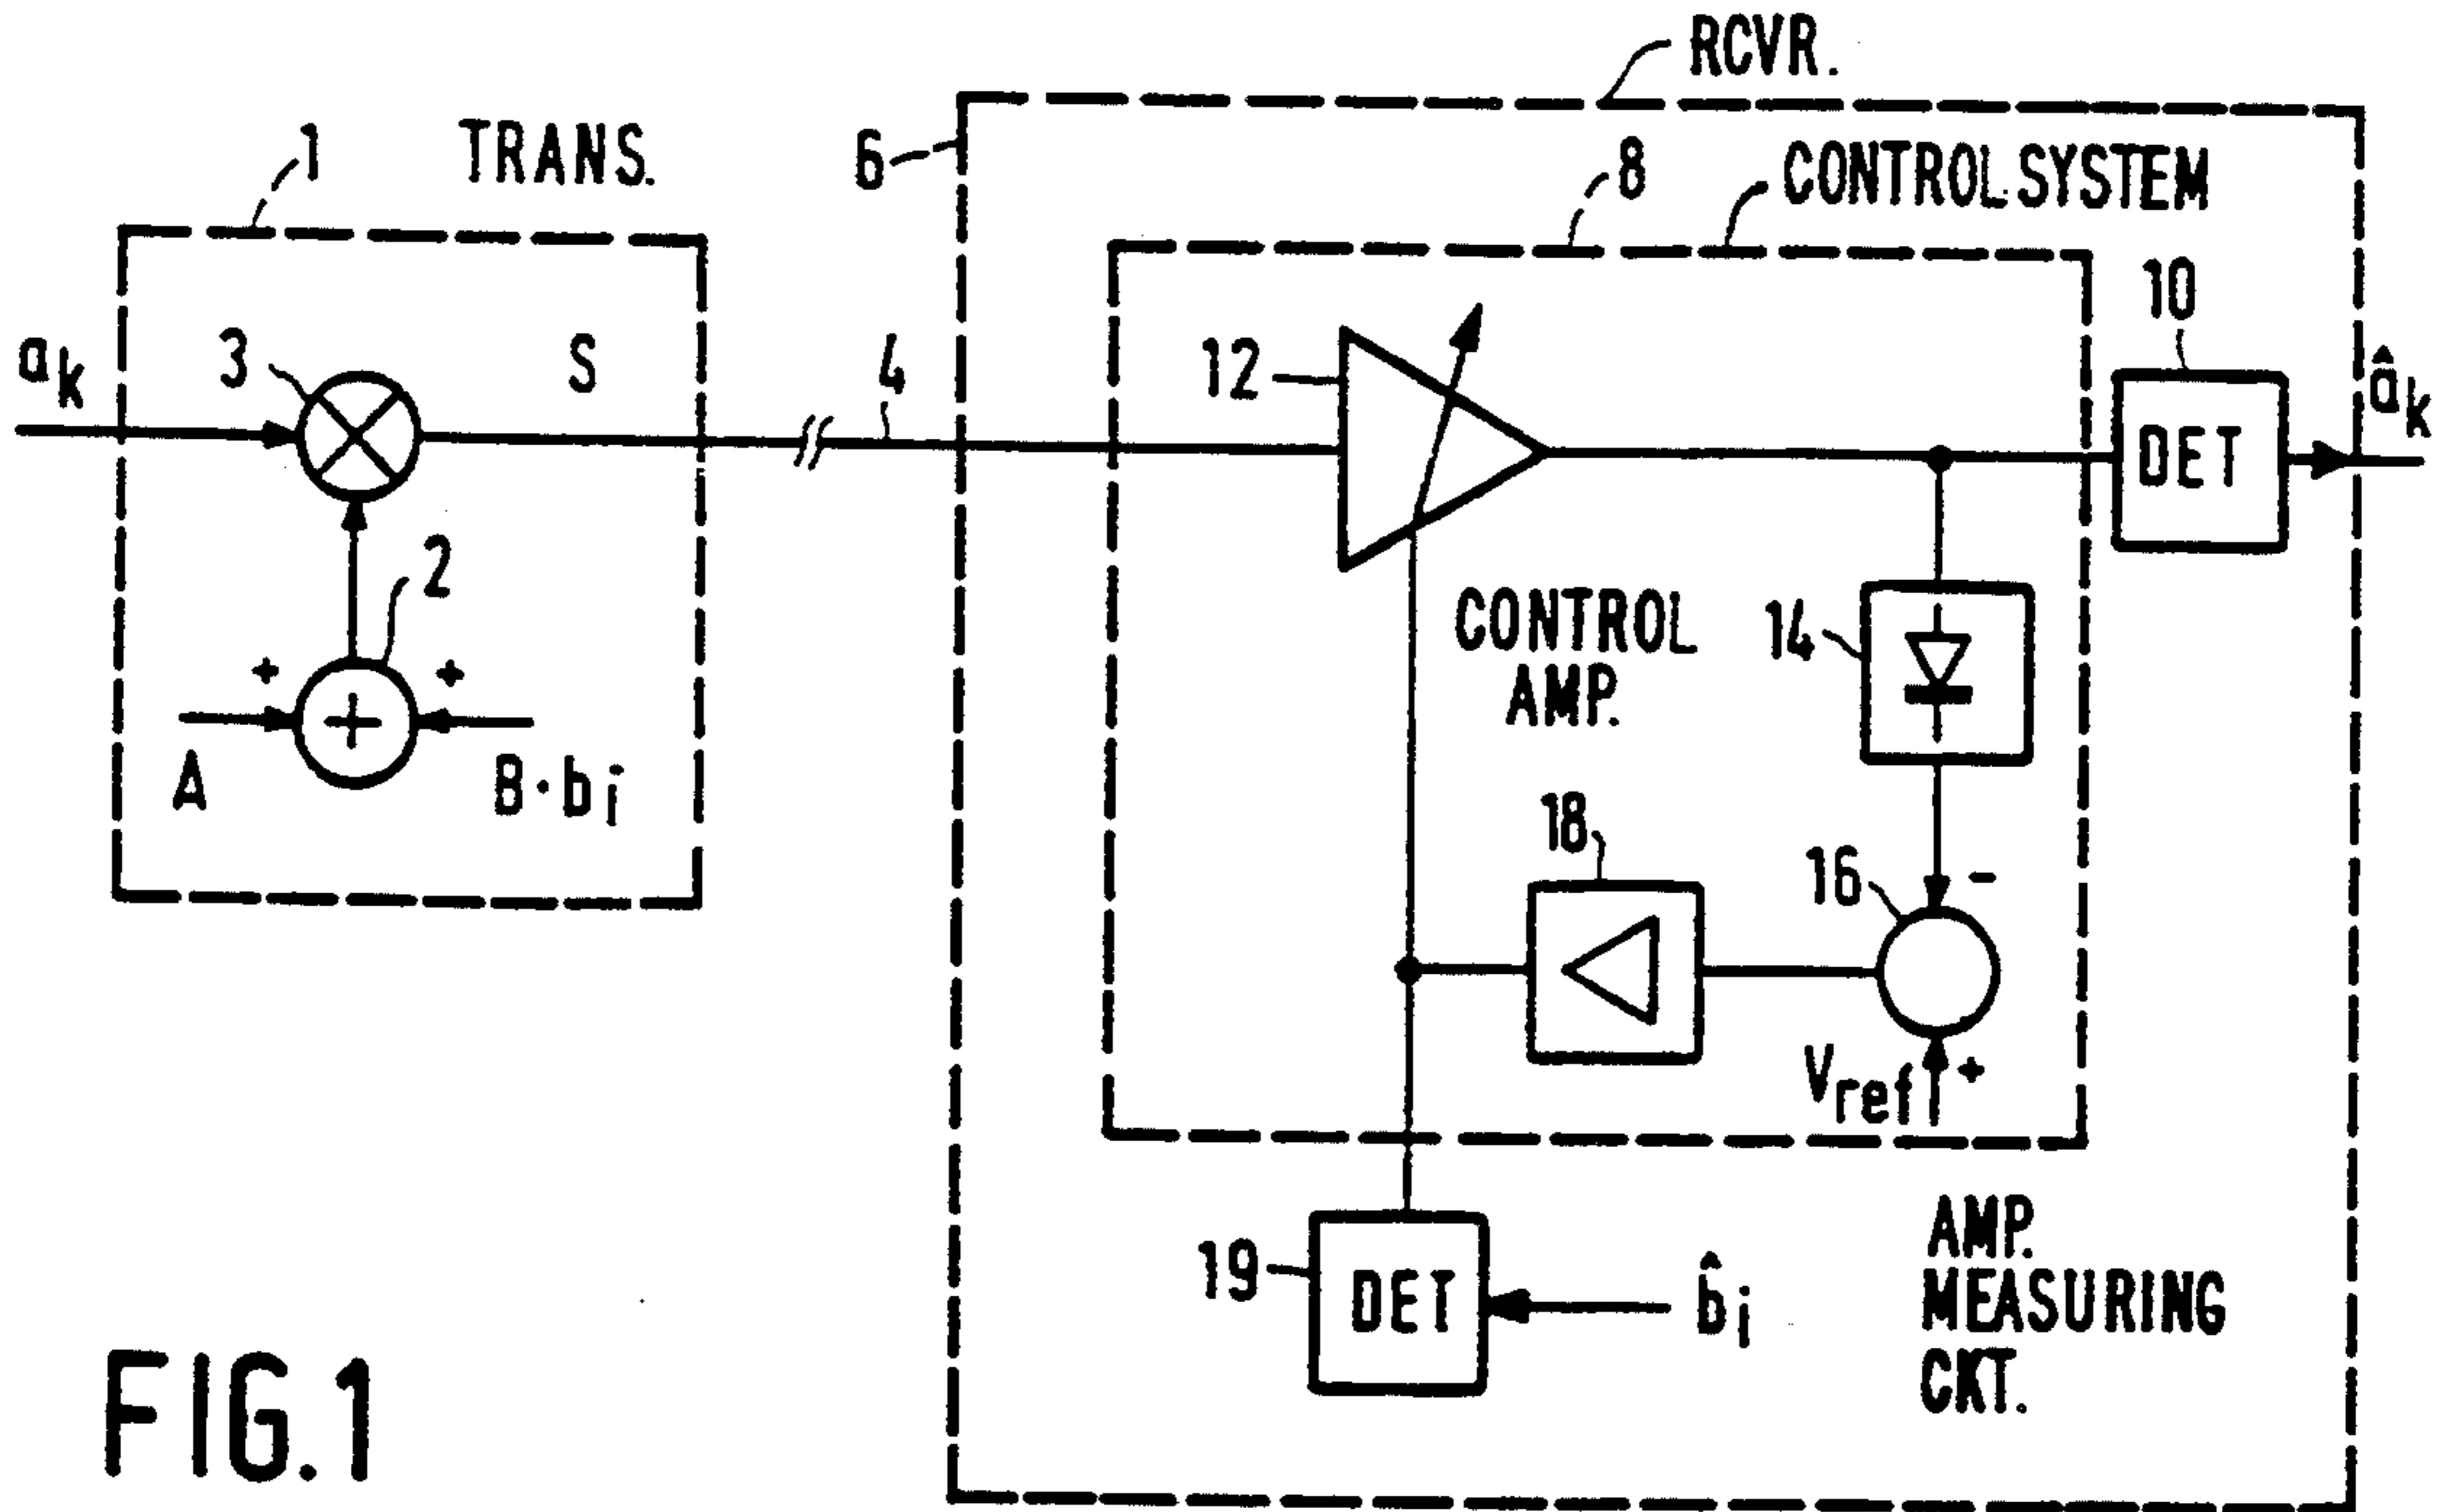 RCVR.
1 TRANS.
6
8 CONTROL SYSTEM
10
a_k
3
S
4
12
DET
â_k
2
+ +
A
B·b_i
CONTROL
AMP.
14
18
16
-
V_ref
+
19
DET
b̂_i
AMP.
MEASURING
CKT.
FIG.1